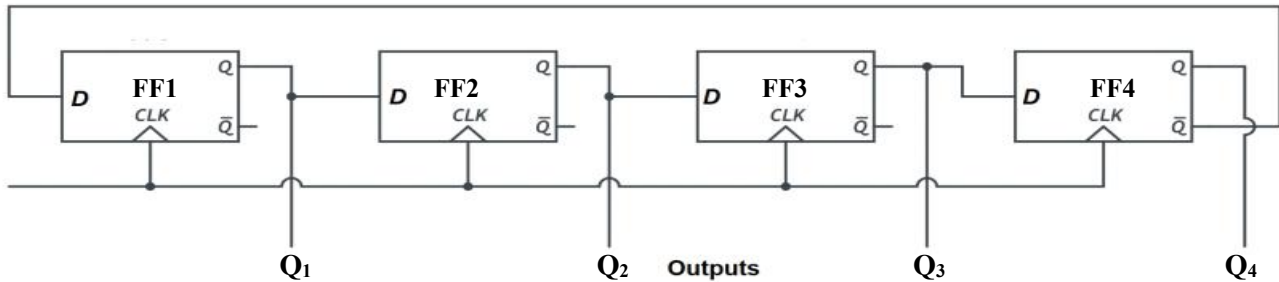 Q Q Q Q
D FF1 D FF2 D FF3 D FF4
CLK Q̅ CLK Q̅ CLK Q̅ CLK Q̅
Q₁ Q₂ Outputs Q₃ Q₄